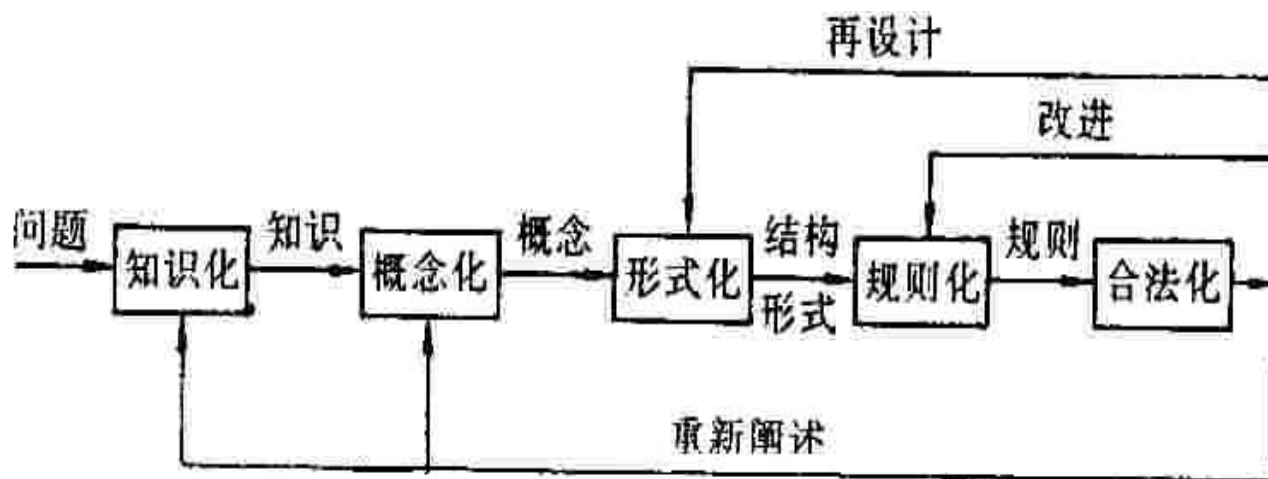 再设计
改进
问题
知识化
知识
概念化
概念
形式化
结构
形式
规则化
规则
合法化
重新阐述